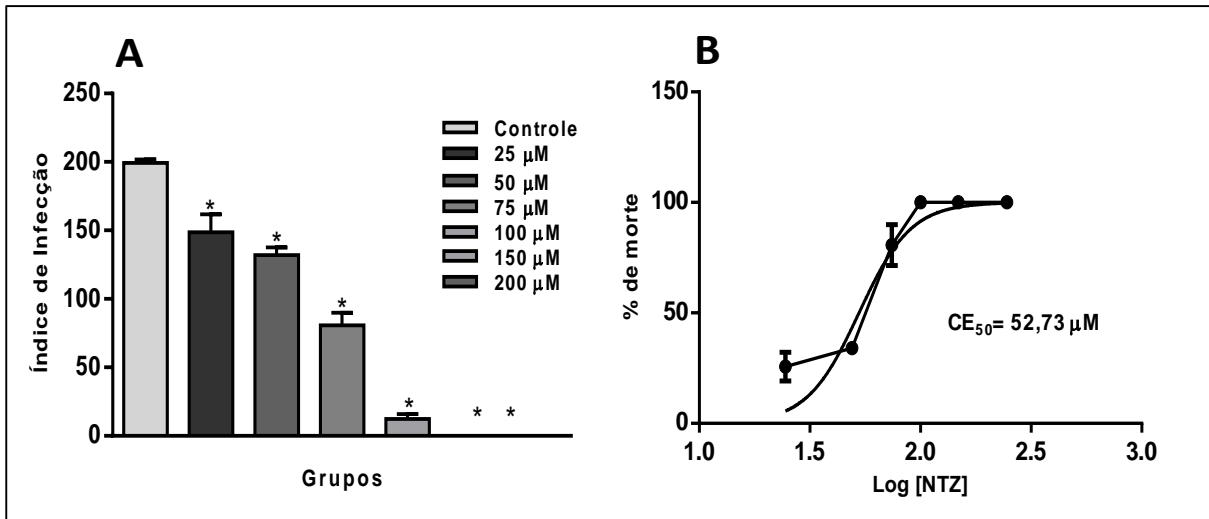 A
Índice de Infecção
250
200
150
100
50
0
*
*
*
*
* *
Grupos
Controle
25 µM
50 µM
75 µM
100 µM
150 µM
200 µM
B
% de morte
150
100
50
0
1.0 1.5 2.0 2.5 3.0
Log [NTZ]
CE50= 52,73 µM